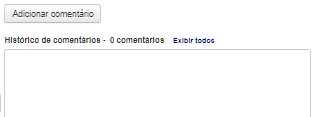 Adicionar comentário
Histórico de comentários - 0 comentários Exibir todos